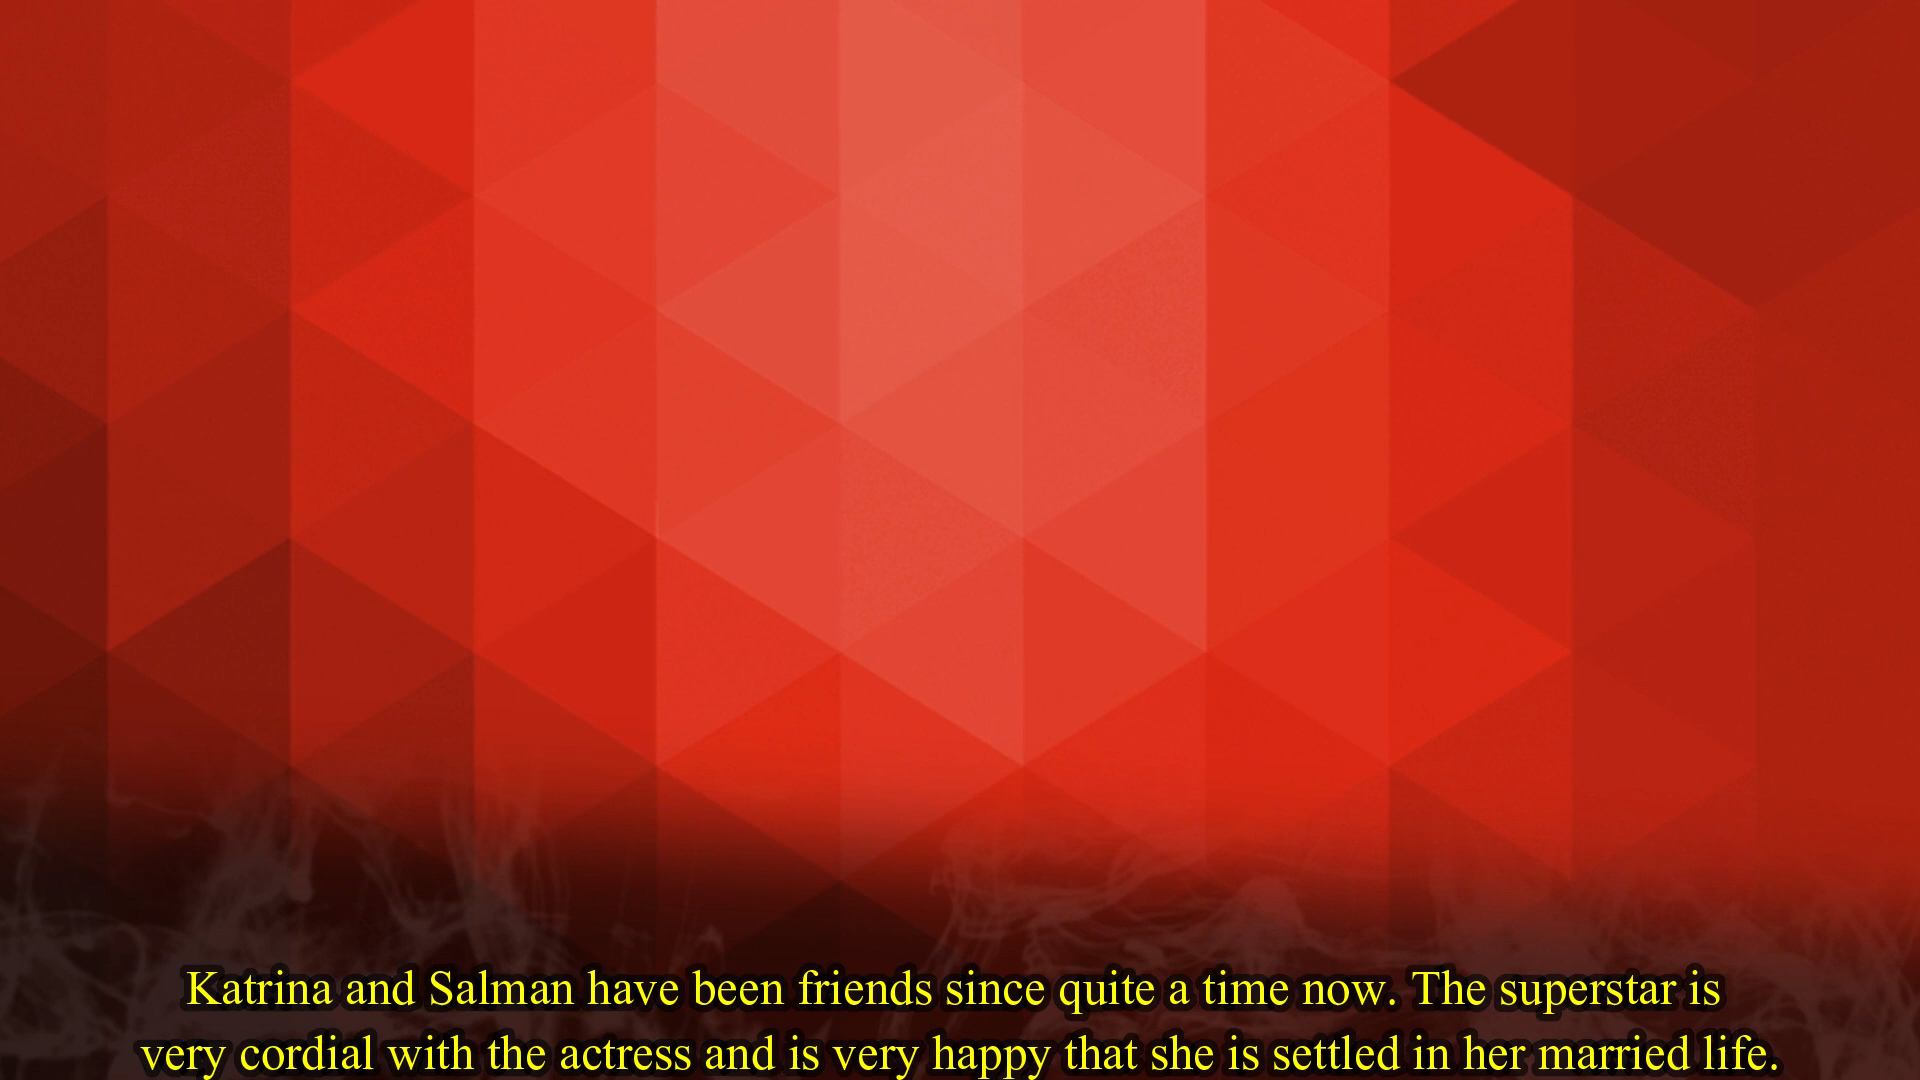 Katrina and Salman have been friends since quite a time now. The superstar is
very cordial with the actress and is very happy that she is settled in her married life.